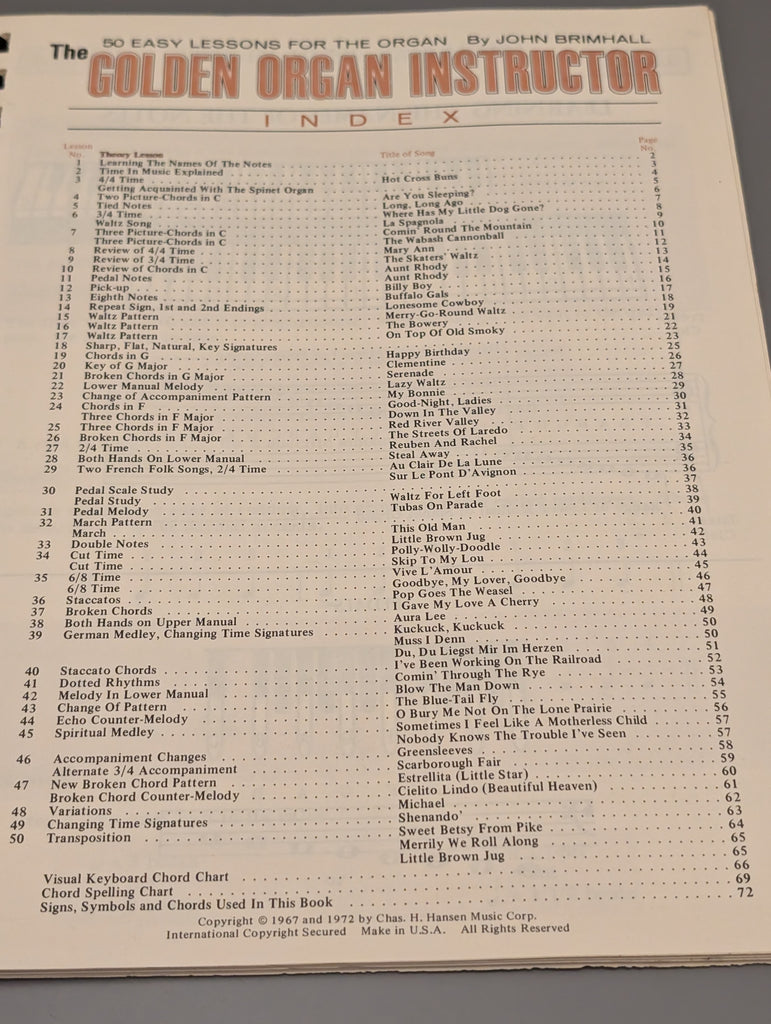 50 EASY LESSONS FOR THE ORGAN By JOHN BRIMHALL
The GOLDEN ORGAN INSTRUCTOR
INDEX
Lesson No. Theory Lesson Title of Song Page No.
1 Learning The Names Of The Notes 2
2 Time In Music Explained 3
3 4/4 Time Hot Cross Buns 4
Getting Acquainted With The Spinet Organ 5
4 Two Picture-Chords in C Are You Sleeping? 6
5 Tied Notes Long, Long Ago 7
6 3/4 Time Where Has My Little Dog Gone? 8
Waltz Song La Spagnola 9
7 Three Picture-Chords in C Comin' Round The Mountain 10
Three Picture-Chords in C The Wabash Cannonball 11
8 Review of 4/4 Time Mary Ann 12
9 Review of 3/4 Time The Skaters' Waltz 13
10 Review of Chords in C Aunt Rhody 14
11 Pedal Notes Aunt Rhody 15
12 Pick-up Billy Boy 16
13 Eighth Notes Buffalo Gals 17
14 Repeat Sign, 1st and 2nd Endings Lonesome Cowboy 18
15 Waltz Pattern Merry-Go-Round Waltz 19
16 Waltz Pattern The Bowery 21
17 Waltz Pattern On Top Of Old Smoky 22
18 Sharp, Flat, Natural, Key Signatures 23
19 Chords in G Happy Birthday 25
20 Key of G Major Clementine 26
21 Broken Chords in G Major Serenade 27
22 Lower Manual Melody Lazy Waltz 28
23 Change of Accompaniment Pattern My Bonnie 29
24 Chords in F Good-Night, Ladies 30
Three Chords in F Major Down In The Valley 31
25 Three Chords in F Major Red River Valley 32
26 Broken Chords in F Major The Streets Of Laredo 33
27 2/4 Time Reuben And Rachel 34
28 Both Hands On Lower Manual Steal Away 35
29 Two French Folk Songs, 2/4 Time Au Clair De La Lune 36
Sur Le Pont D'Avignon 36
30 Pedal Scale Study 37
Pedal Study Waltz For Left Foot 38
31 Pedal Melody Tubas On Parade 39
32 March Pattern 40
March This Old Man 41
33 Double Notes Little Brown Jug 42
34 Cut Time Polly-Wolly-Doodle 43
Cut Time Skip To My Lou 44
35 6/8 Time Vive L'Amour 45
6/8 Time Goodbye, My Lover, Goodbye 46
36 Staccatos Pop Goes The Weasel 47
37 Broken Chords I Gave My Love A Cherry 48
38 Both Hands on Upper Manual Aura Lee 49
39 German Medley, Changing Time Signatures Kuckuck, Kuckuck 50
Muss I Denn 50
Du, Du Liegst Mir Im Herzen 51
40 Staccato Chords I've Been Working On The Railroad 52
41 Dotted Rhythms Comin' Through The Rye 53
42 Melody In Lower Manual Blow The Man Down 54
43 Change Of Pattern The Blue-Tail Fly 55
44 Echo Counter-Melody O Bury Me Not On The Lone Prairie 56
45 Spiritual Medley Sometimes I Feel Like A Motherless Child 57
Nobody Knows The Trouble I've Seen 57
46 Accompaniment Changes Greensleeves 58
Alternate 3/4 Accompaniment Scarborough Fair 59
47 New Broken Chord Pattern Estrellita (Little Star) 60
Broken Chord Counter-Melody Cielito Lindo (Beautiful Heaven) 61
48 Variations Michael 62
49 Changing Time Signatures Shenando' 63
50 Transposition Sweet Betsy From Pike 64
Merrily We Roll Along 65
Little Brown Jug 65
Visual Keyboard Chord Chart 66
Chord Spelling Chart 69
Signs, Symbols and Chords Used In This Book 72
Copyright © 1967 and 1972 by Chas. H. Hansen Music Corp.
International Copyright Secured Make in U.S.A. All Rights Reserved